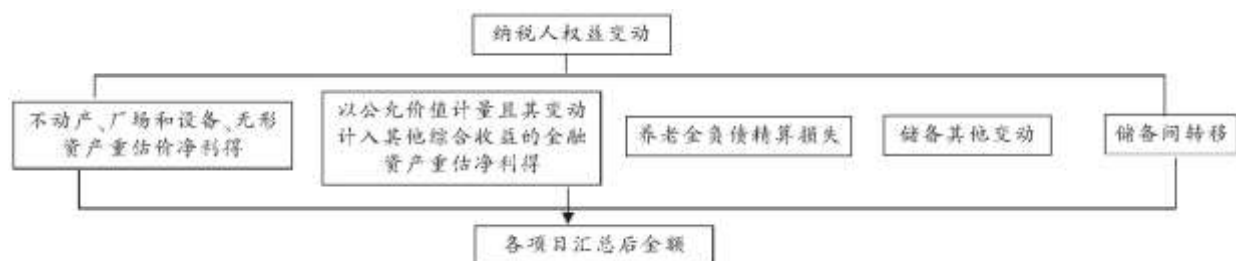 纳税人权益变动
不动产、厂场和设备、无形
资产重估价净利得
以公允价值计量且其变动
计入其他综合收益的金融
资产重估净利得
养老金负债精算损失
储备其他变动
储备间转移
各项目汇总后金额